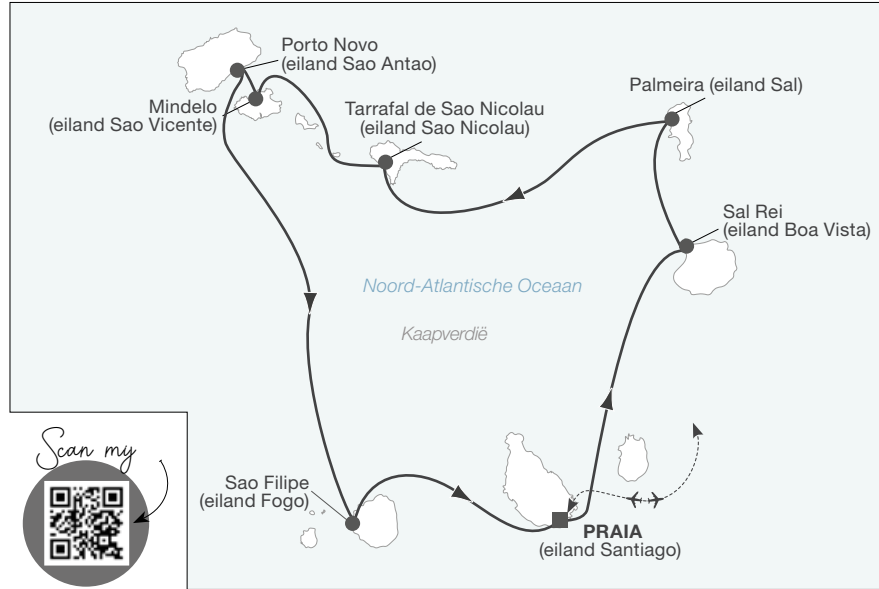 Porto Novo
(eiland Sao Antao)
Mindelo
(eiland Sao Vicente)
Tarrafal de Sao Nicolau
(eiland Sao Nicolau)
Palmeira (eiland Sal)
Sal Rei
(eiland Boa Vista)
Noord-Atlantische Oceaan
Kaapverdië
Scan my
Sao Filipe
(eiland Fogo)
PRAIA
(eiland Santiago)